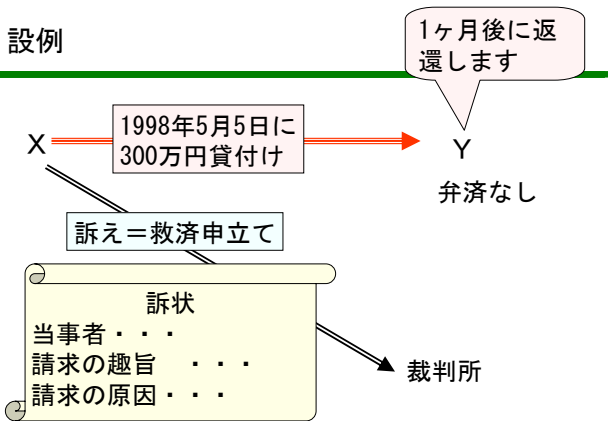 設例
1ヶ月後に返
還します
1998年5月5日に
300万円貸付け
X
Y
弁済なし
訴え＝救済申立て
訴状
当事者・・・
請求の趣旨　・・・
請求の原因・・・
裁判所